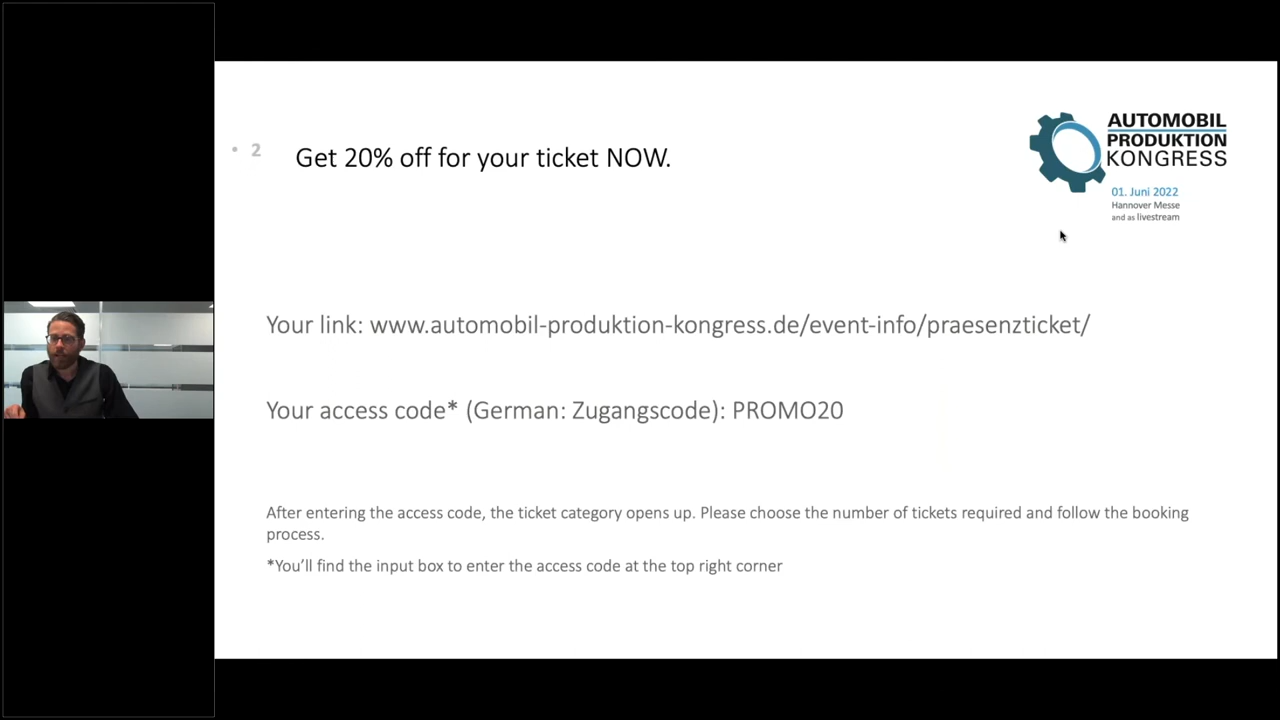 • 2
Get 20% off for your ticket NOW.
AUTOMOBIL
PRODUKTION
KONGRESS
01. Juni 2022
Hannover Messe
and as livestream
Your link: www.automobil-produktion-kongress.de/event-info/praesenzticket/
Your access code* (German: Zugangscode): PROMO20
After entering the access code, the ticket category opens up. Please choose the number of tickets required and follow the booking
process.
*You’ll find the input box to enter the access code at the top right corner